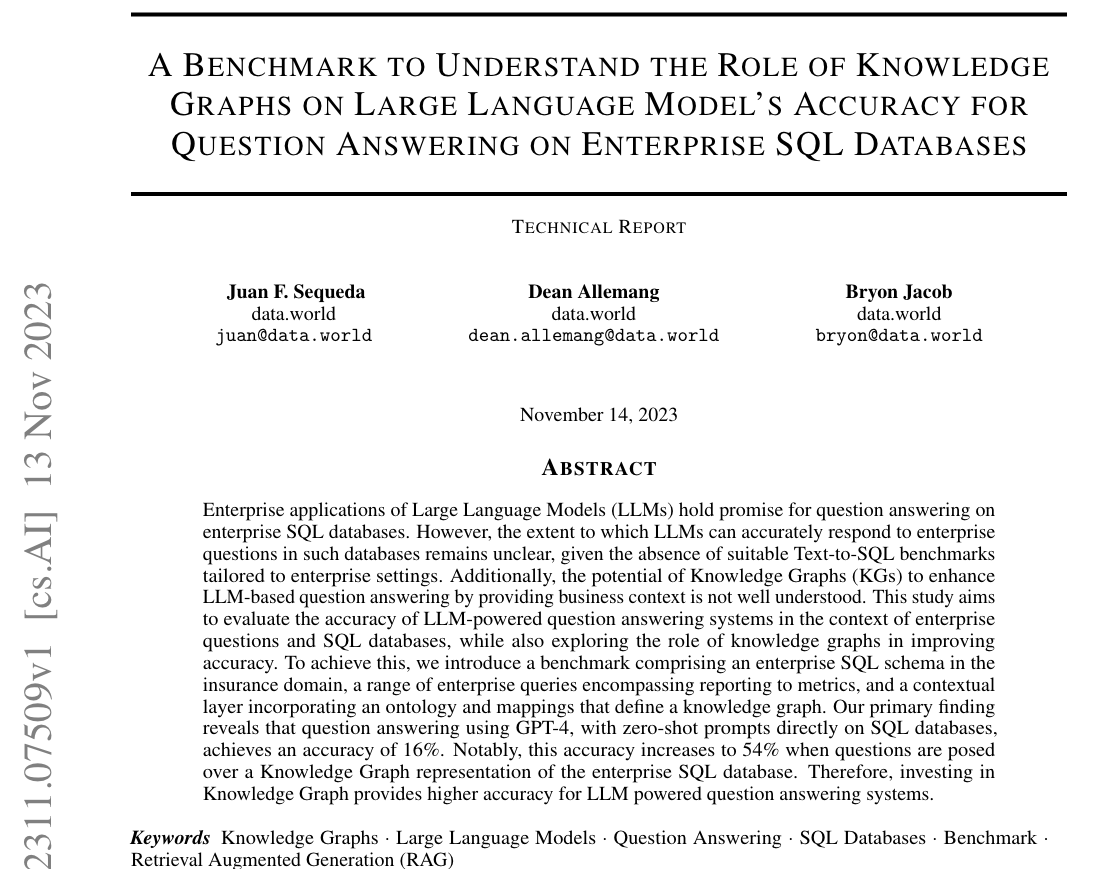 A BENCHMARK TO UNDERSTAND THE ROLE OF KNOWLEDGE
GRAPHS ON LARGE LANGUAGE MODEL'S ACCURACY FOR
QUESTION ANSWERING ON ENTERPRISE SQL DATABASES
TECHNICAL REPORT
Juan F. Sequeda
data.world
juan@data.world
Dean Allemang
data.world
dean.allemang@data.world
Bryon Jacob
data.world
bryon@data.world
November 14, 2023
ABSTRACT
Enterprise applications of Large Language Models (LLMs) hold promise for question answering on
enterprise SQL databases. However, the extent to which LLMs can accurately respond to enterprise
questions in such databases remains unclear, given the absence of suitable Text-to-SQL benchmarks
tailored to enterprise settings. Additionally, the potential of Knowledge Graphs (KGs) to enhance
LLM-based question answering by providing business context is not well understood. This study aims
to evaluate the accuracy of LLM-powered question answering systems in the context of enterprise
questions and SQL databases, while also exploring the role of knowledge graphs in improving
accuracy. To achieve this, we introduce a benchmark comprising an enterprise SQL schema in the
insurance domain, a range of enterprise queries encompassing reporting to metrics, and a contextual
layer incorporating an ontology and mappings that define a knowledge graph. Our primary finding
reveals that question answering using GPT-4, with zero-shot prompts directly on SQL databases,
achieves an accuracy of 16%. Notably, this accuracy increases to 54% when questions are posed
over a Knowledge Graph representation of the enterprise SQL database. Therefore, investing in
Knowledge Graph provides higher accuracy for LLM powered question answering systems.
Keywords Knowledge Graphs · Large Language Models · Question Answering · SQL Databases · Benchmark ·
Retrieval Augmented Generation (RAG)
2311.07509v1 [cs.AI] 13 Nov 2023